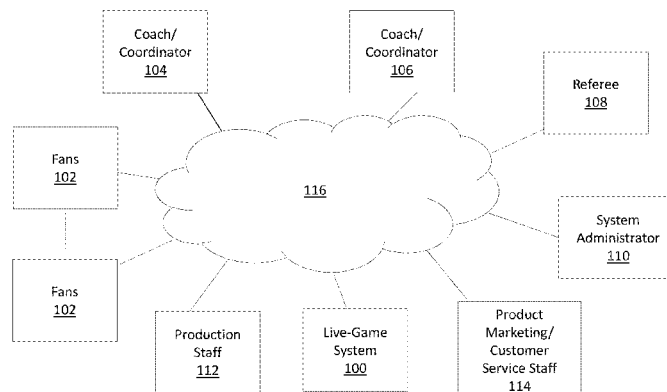 Coach/
Coordinator
104
Coach/
Coordinator
106
Referee
108
Fans
102
116
System
Administrator
110
Fans
102
Production
Staff
112
Live-Game
System
100
Product
Marketing/
Customer
Service Staff
114